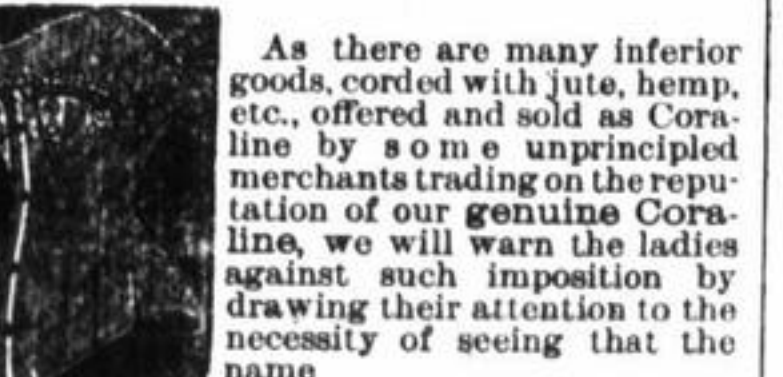 As there are many inferior
goods, corded with jute, hemp,
etc., offered and sold as Cora-
line by some unprincipled
merchants trading on the repu-
tation of our genuine Cora-
line, we will warn the ladies
against such imposition by
drawing their attention to the
necessity of seeing that the
name